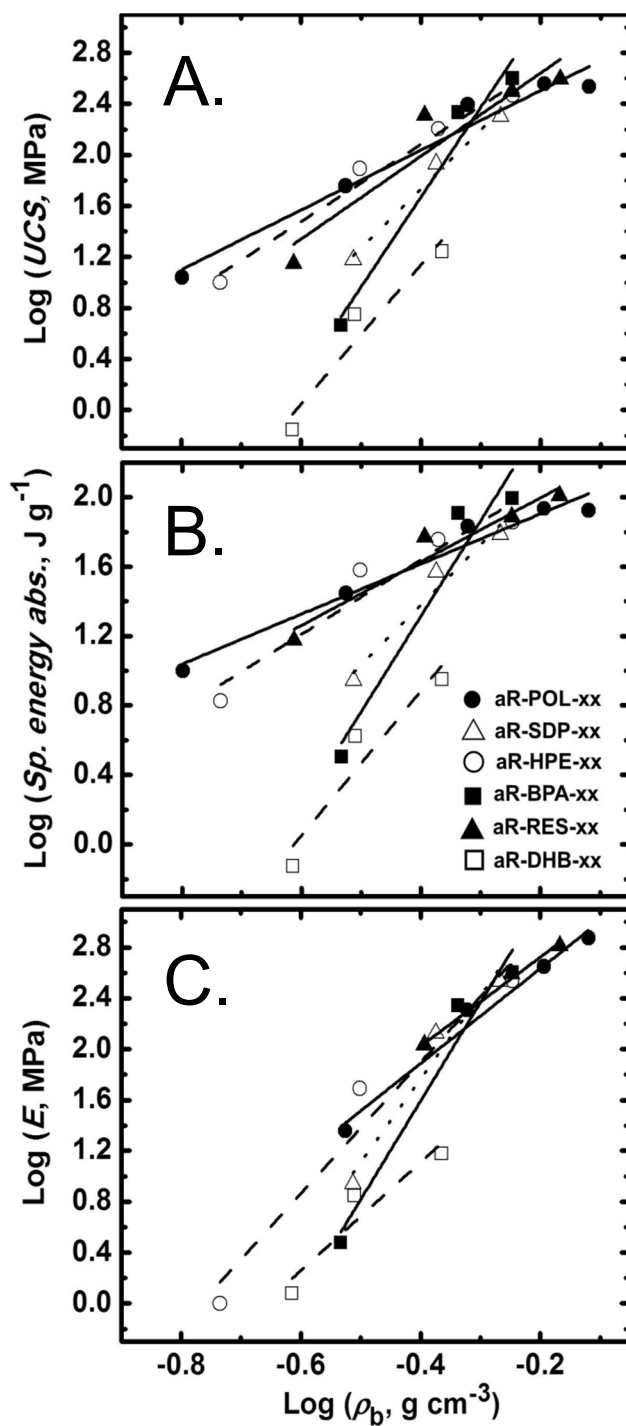 A.
Log (UCS, MPa)
2.8
2.4
2.0
1.6
1.2
0.8
0.4
0.0
B.
Log (Sp. energy abs., J g⁻¹)
2.0
1.6
1.2
0.8
0.4
0.0
aR-POL-xx
aR-SDP-xx
aR-HPE-xx
aR-BPA-xx
aR-RES-xx
aR-DHB-xx
C.
Log (E, MPa)
2.8
2.4
2.0
1.6
1.2
0.8
0.4
0.0
-0.8 -0.6 -0.4 -0.2
Log (ρb, g cm⁻³)